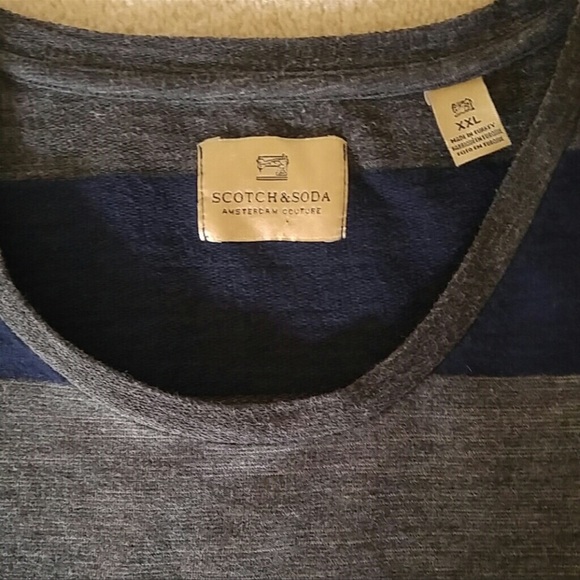 SCOTCH & SODA
AMSTERDAM COUTURE
XXL
MADE IN TURKEY